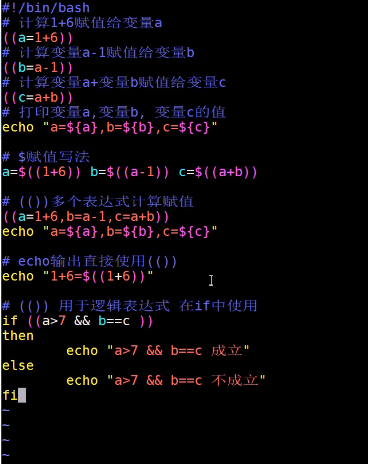 #!/bin/bash
# 计算1+6赋值给变量a
((a=1+6))
# 计算变量a-1赋值给变量b
((b=a-1))
# 计算变量a+变量b赋值给变量c
((c=a+b))
# 打印变量a,变量b, 变量c的值
echo "a=${a},b=${b},c=${c}"

# $赋值写法
a=$((1+6)) b=$((a-1)) c=$((a+b))

# (())多个表达式计算赋值
((a=1+6,b=a-1,c=a+b))
echo "a=${a},b=${b},c=${c}"

# echo输出直接使用(())
echo "1+6=$((1+6))"

# (()) 用于逻辑表达式 在if中使用
if ((a>7 && b==c ))
then
        echo "a>7 && b==c 成立"
else
        echo "a>7 && b==c 不成立"
fi
~
~
~
~